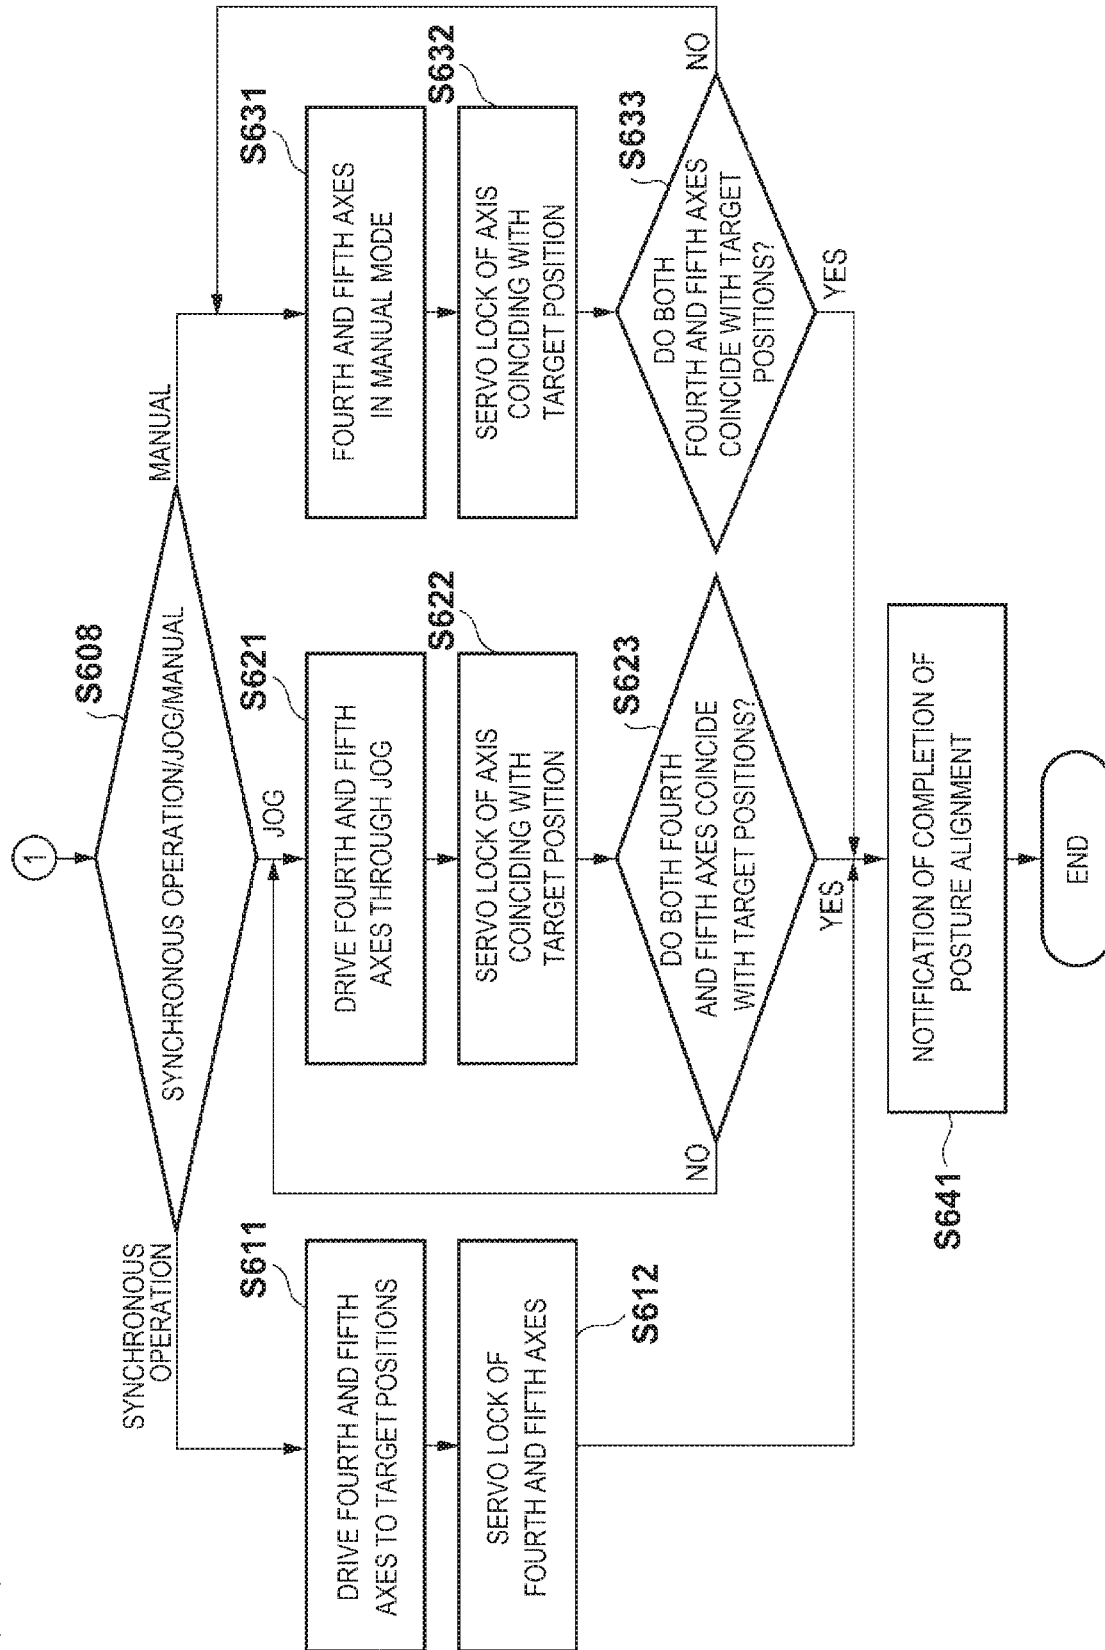 1
S608
SYNCHRONOUS OPERATION/JOG/MANUAL
SYNCHRONOUS
OPERATION
JOG
MANUAL
S611
DRIVE FOURTH AND FIFTH
AXES TO TARGET POSITIONS
S612
SERVO LOCK OF
FOURTH AND FIFTH AXES
S621
DRIVE FOURTH AND FIFTH
AXES THROUGH JOG
S622
SERVO LOCK OF AXIS
COINCIDING WITH
TARGET POSITION
S623
DO BOTH FOURTH
AND FIFTH AXES COINCIDE
WITH TARGET POSITIONS?
NO
YES
S631
FOURTH AND FIFTH AXES
IN MANUAL MODE
S632
SERVO LOCK OF AXIS
COINCIDING WITH
TARGET POSITION
S633
DO BOTH
FOURTH AND FIFTH AXES
COINCIDE WITH TARGET
POSITIONS?
NO
YES
S641
NOTIFICATION OF COMPLETION OF
POSTURE ALIGNMENT
END